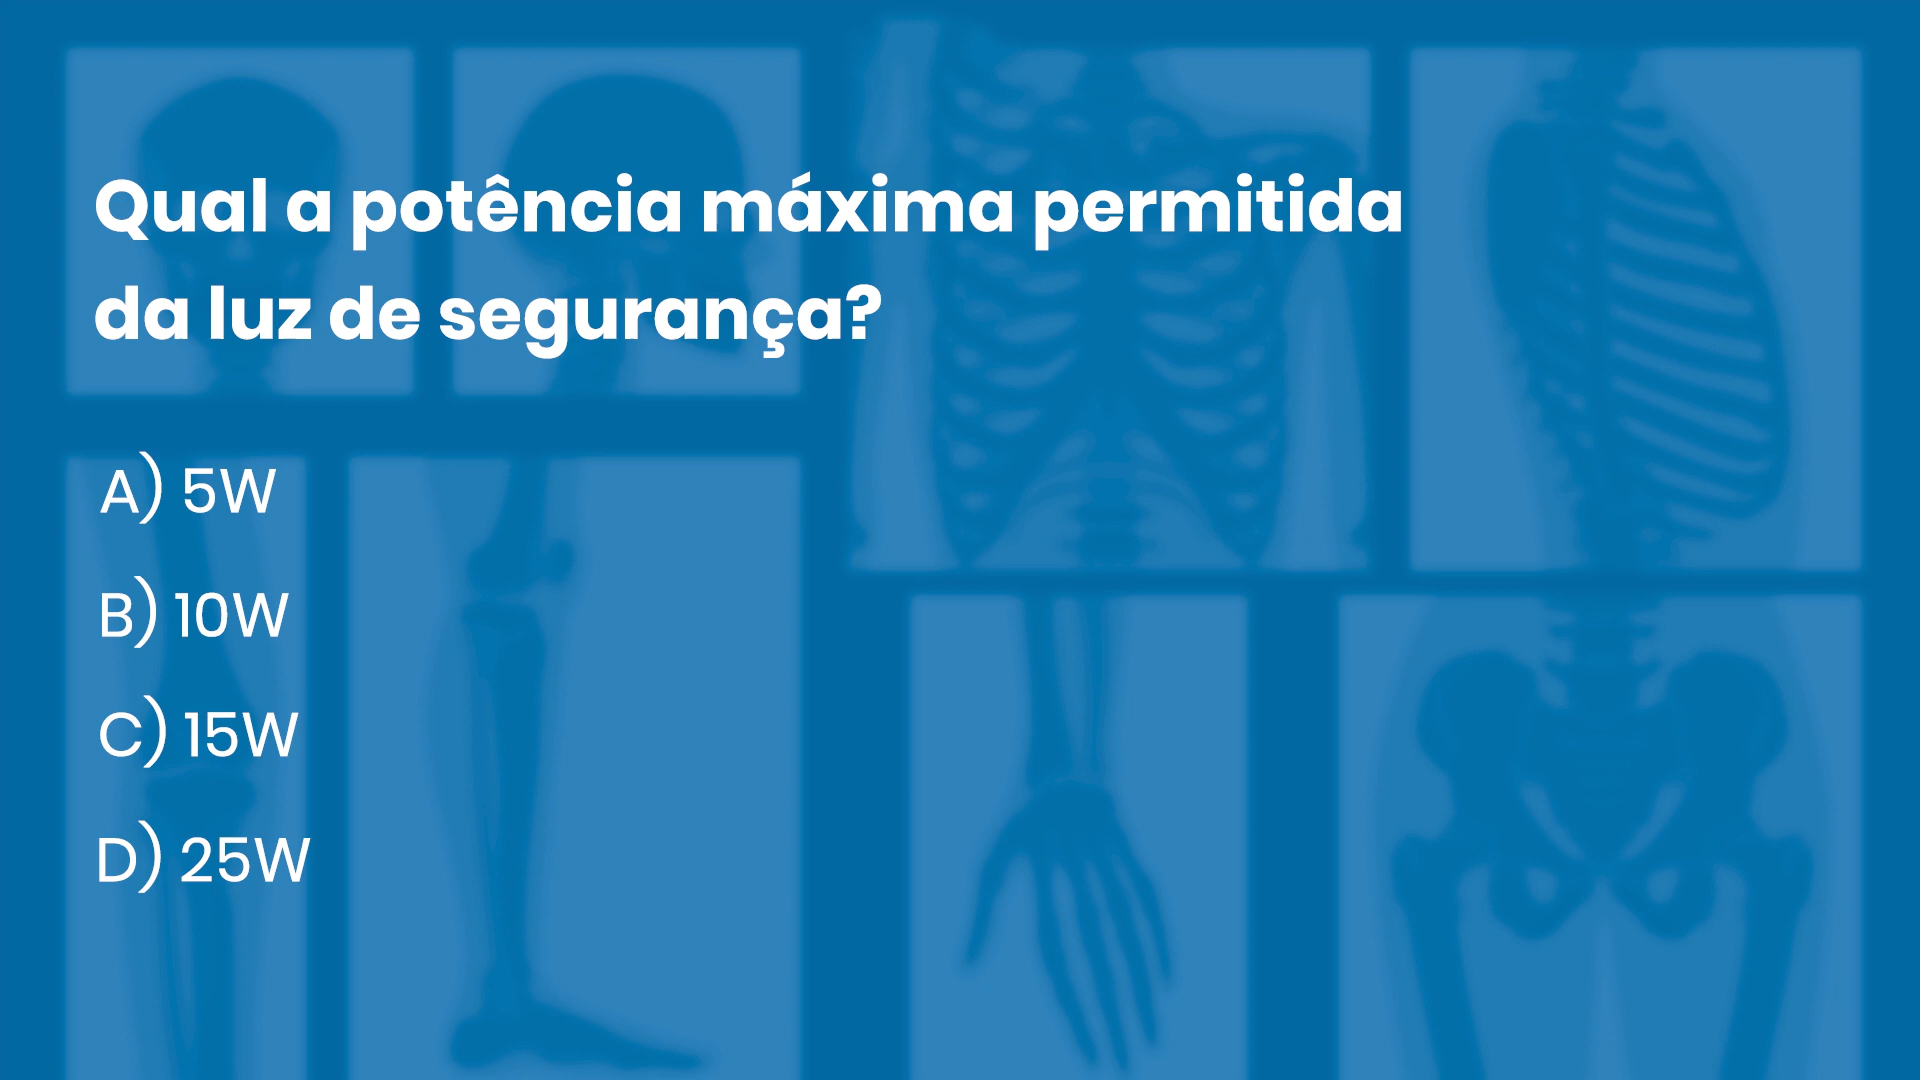 Qual a potência máxima permitida
da luz de segurança?
A) 5W
B) 10W
C) 15W
D) 25W